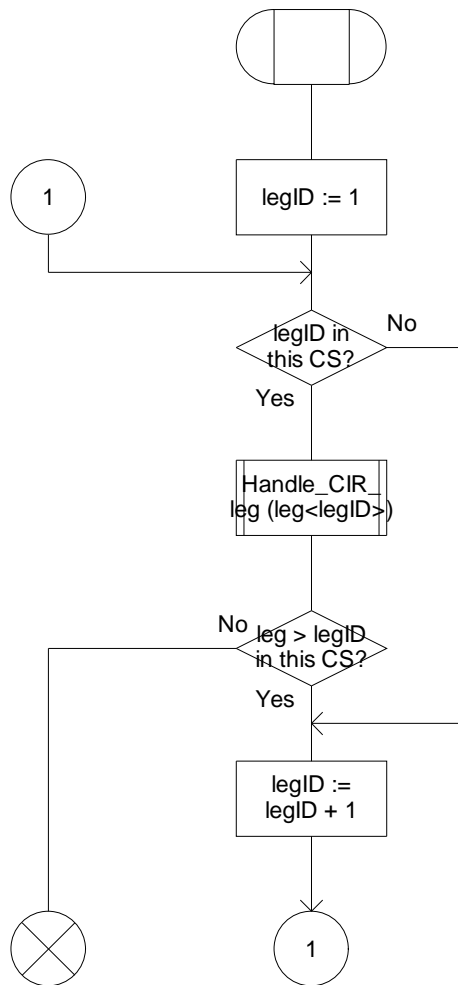 legID := 1
1
legID in
this CS?
No
Yes
Handle_CIR_
leg (leg<legID>)
No
leg > legID
in this CS?
Yes
legID :=
legID + 1
1